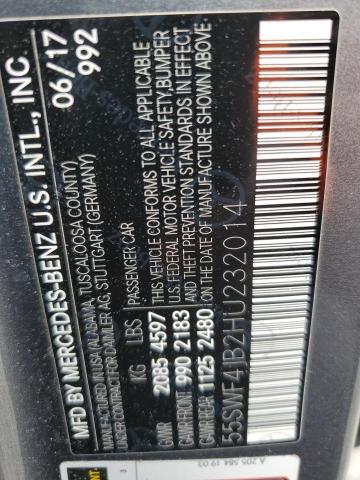 MERCEDES-BENZ U.S. INTL., INC.
MANUFACTURED IN USA (ALABAMA, TUSCALOOSA COUNTY)
UNDER CONTRACT FOR DAIMLER AG, STUTTGART (GERMANY)
06/17
992
KG LBS PASSENGER CAR
GVWR 2085 4597
GAWR FRONT 990 2183
GAWR REAR 1125 2480
THIS VEHICLE CONFORMS TO ALL APPLICABLE
U.S. FEDERAL MOTOR VEHICLE SAFETY, BUMPER
AND THEFT PREVENTION STANDARDS IN EFFECT
ON THE DATE OF MANUFACTURE SHOWN ABOVE.
55SWF4JB2HU232014
A 205 584 19 03
3